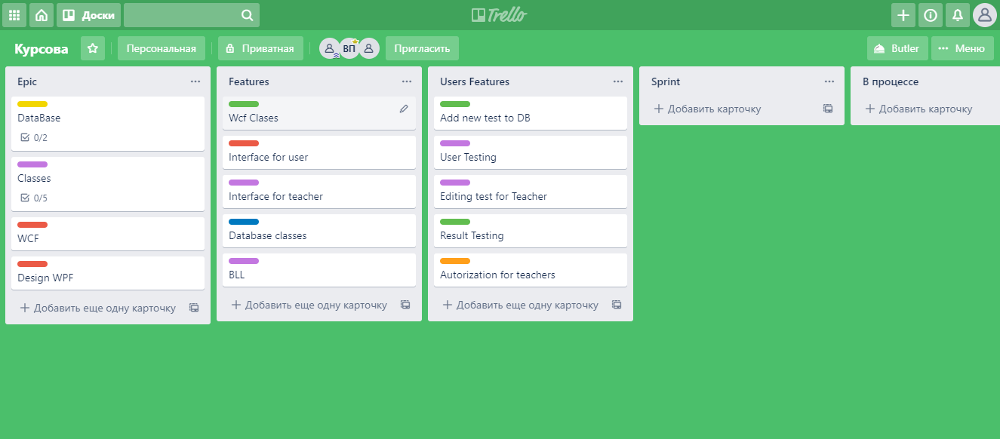 Доски
Trello
Курсова
Персональная
Приватная
ВП
Пригласить
Butler
Меню
Epic
DataBase
0/2
Classes
0/5
WCF
Design WPF
Добавить еще одну карточку
Features
Wcf Clases
Interface for user
Interface for teacher
Database classes
BLL
Добавить еще одну карточку
Users Features
Add new test to DB
User Testing
Editing test for Teacher
Result Testing
Autorization for teachers
Добавить еще одну карточку
Sprint
Добавить карточку
В процессе
Добавить карточку